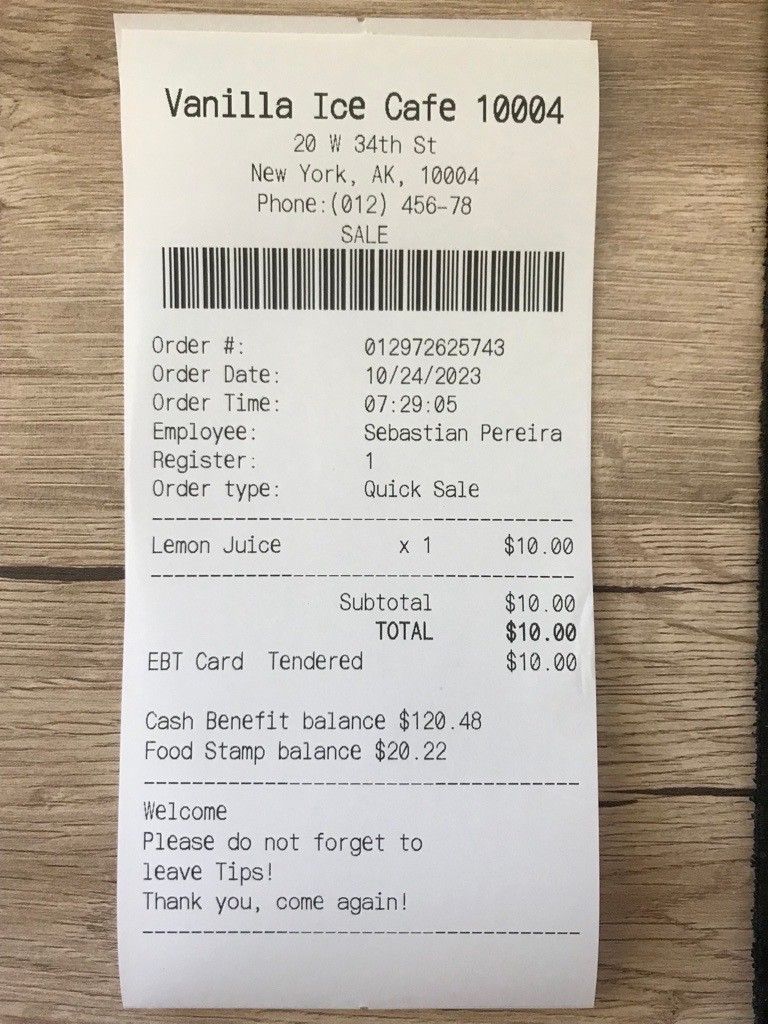 Vanilla Ice Cafe 10004
20 W 34th St
New York, AK, 10004
Phone:(012) 456-78
SALE
Order #: 012972625743
Order Date: 10/24/2023
Order Time: 07:29:05
Employee: Sebastian Pereira
Register: 1
Order type: Quick Sale
Lemon Juice x 1 $10.00
Subtotal $10.00
TOTAL $10.00
EBT Card Tendered $10.00
Cash Benefit balance $120.48
Food Stamp balance $20.22
Welcome
Please do not forget to
leave Tips!
Thank you, come again!